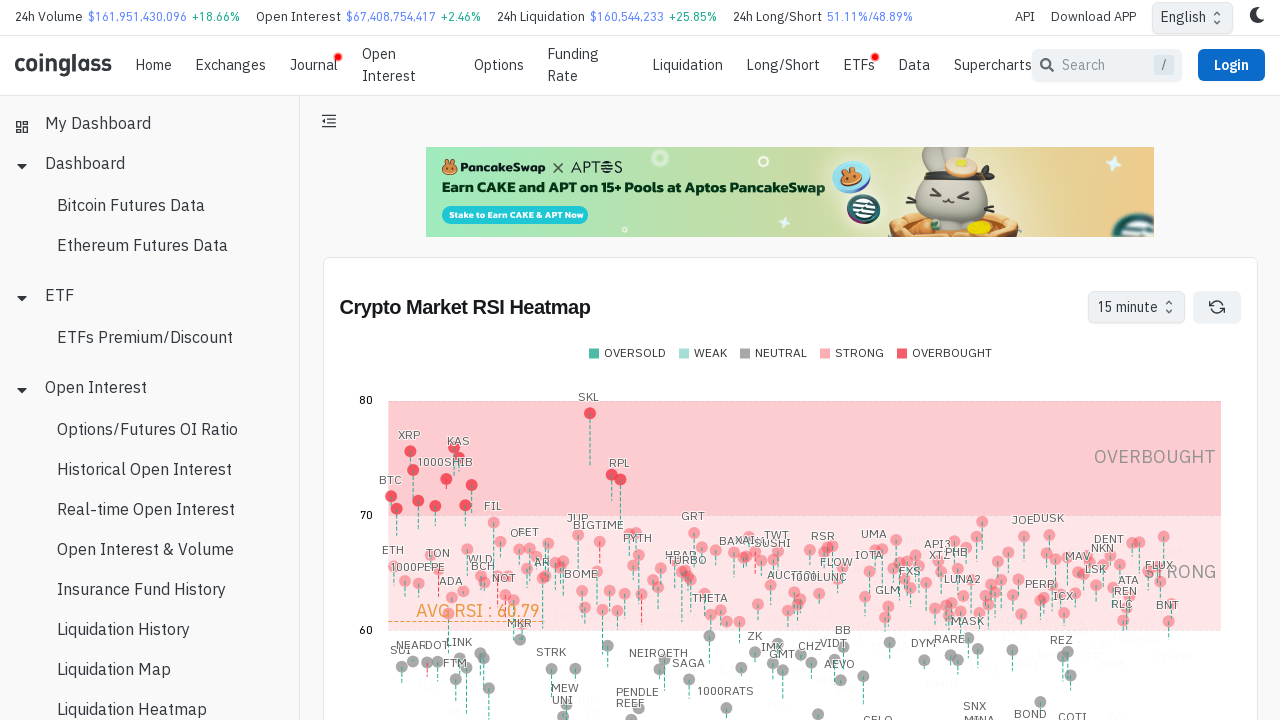 24h Volume $161,951,430,096 +18.66% Open Interest $67,408,754,417 +2.46% 24h Liquidation $160,544,233 +25.85% 24h Long/Short 51.11%/48.89% API Download APP English
coinglass Home Exchanges Journal Open Interest Options Funding Rate Liquidation Long/Short ETFs Data Supercharts Search / Login
My Dashboard
Dashboard
Bitcoin Futures Data
Ethereum Futures Data
ETF
ETFs Premium/Discount
Open Interest
Options/Futures OI Ratio
Historical Open Interest
Real-time Open Interest
Open Interest & Volume
Insurance Fund History
Liquidation History
Liquidation Map
Liquidation Heatmap
PancakeSwap X APTOS
Earn CAKE and APT on 15+ Pools at Aptos PancakeSwap
Stake to Earn CAKE & APT Now
Crypto Market RSI Heatmap 15 minute
OVERSOLD WEAK NEUTRAL STRONG OVERBOUGHT
80
SKL
XRP KAS
OVERBOUGHT
1000SHIB RPL
BTC
FIL
70
GRT
JUP DUSK
BIGTIME JOE
FET
UMA
PYTH TWT RSR
DENT
SUSHI API3
NKN
ETH TON HBAR IOTA PHB MAV
WLD TURBO FLOW FLUX
1000PEPE BCH AR LSK
BOME AUCTION 1000LUNC FXS
ADA NOT LUNA2 ATA
PERP REN
GLM
THETA ICX
RLC BNT
AVG RSI : 60.79
MKR MASK
60
ZK BB
NEAR DOT LINK DYM RARE REZ
SUI IMX CHZ VIDT
STRK NEIROETH GMT
FTM SAGA AEVO
MEW PENDLE 1000RATS
UNI REEF
SNX
BOND COTI
CELO MINA